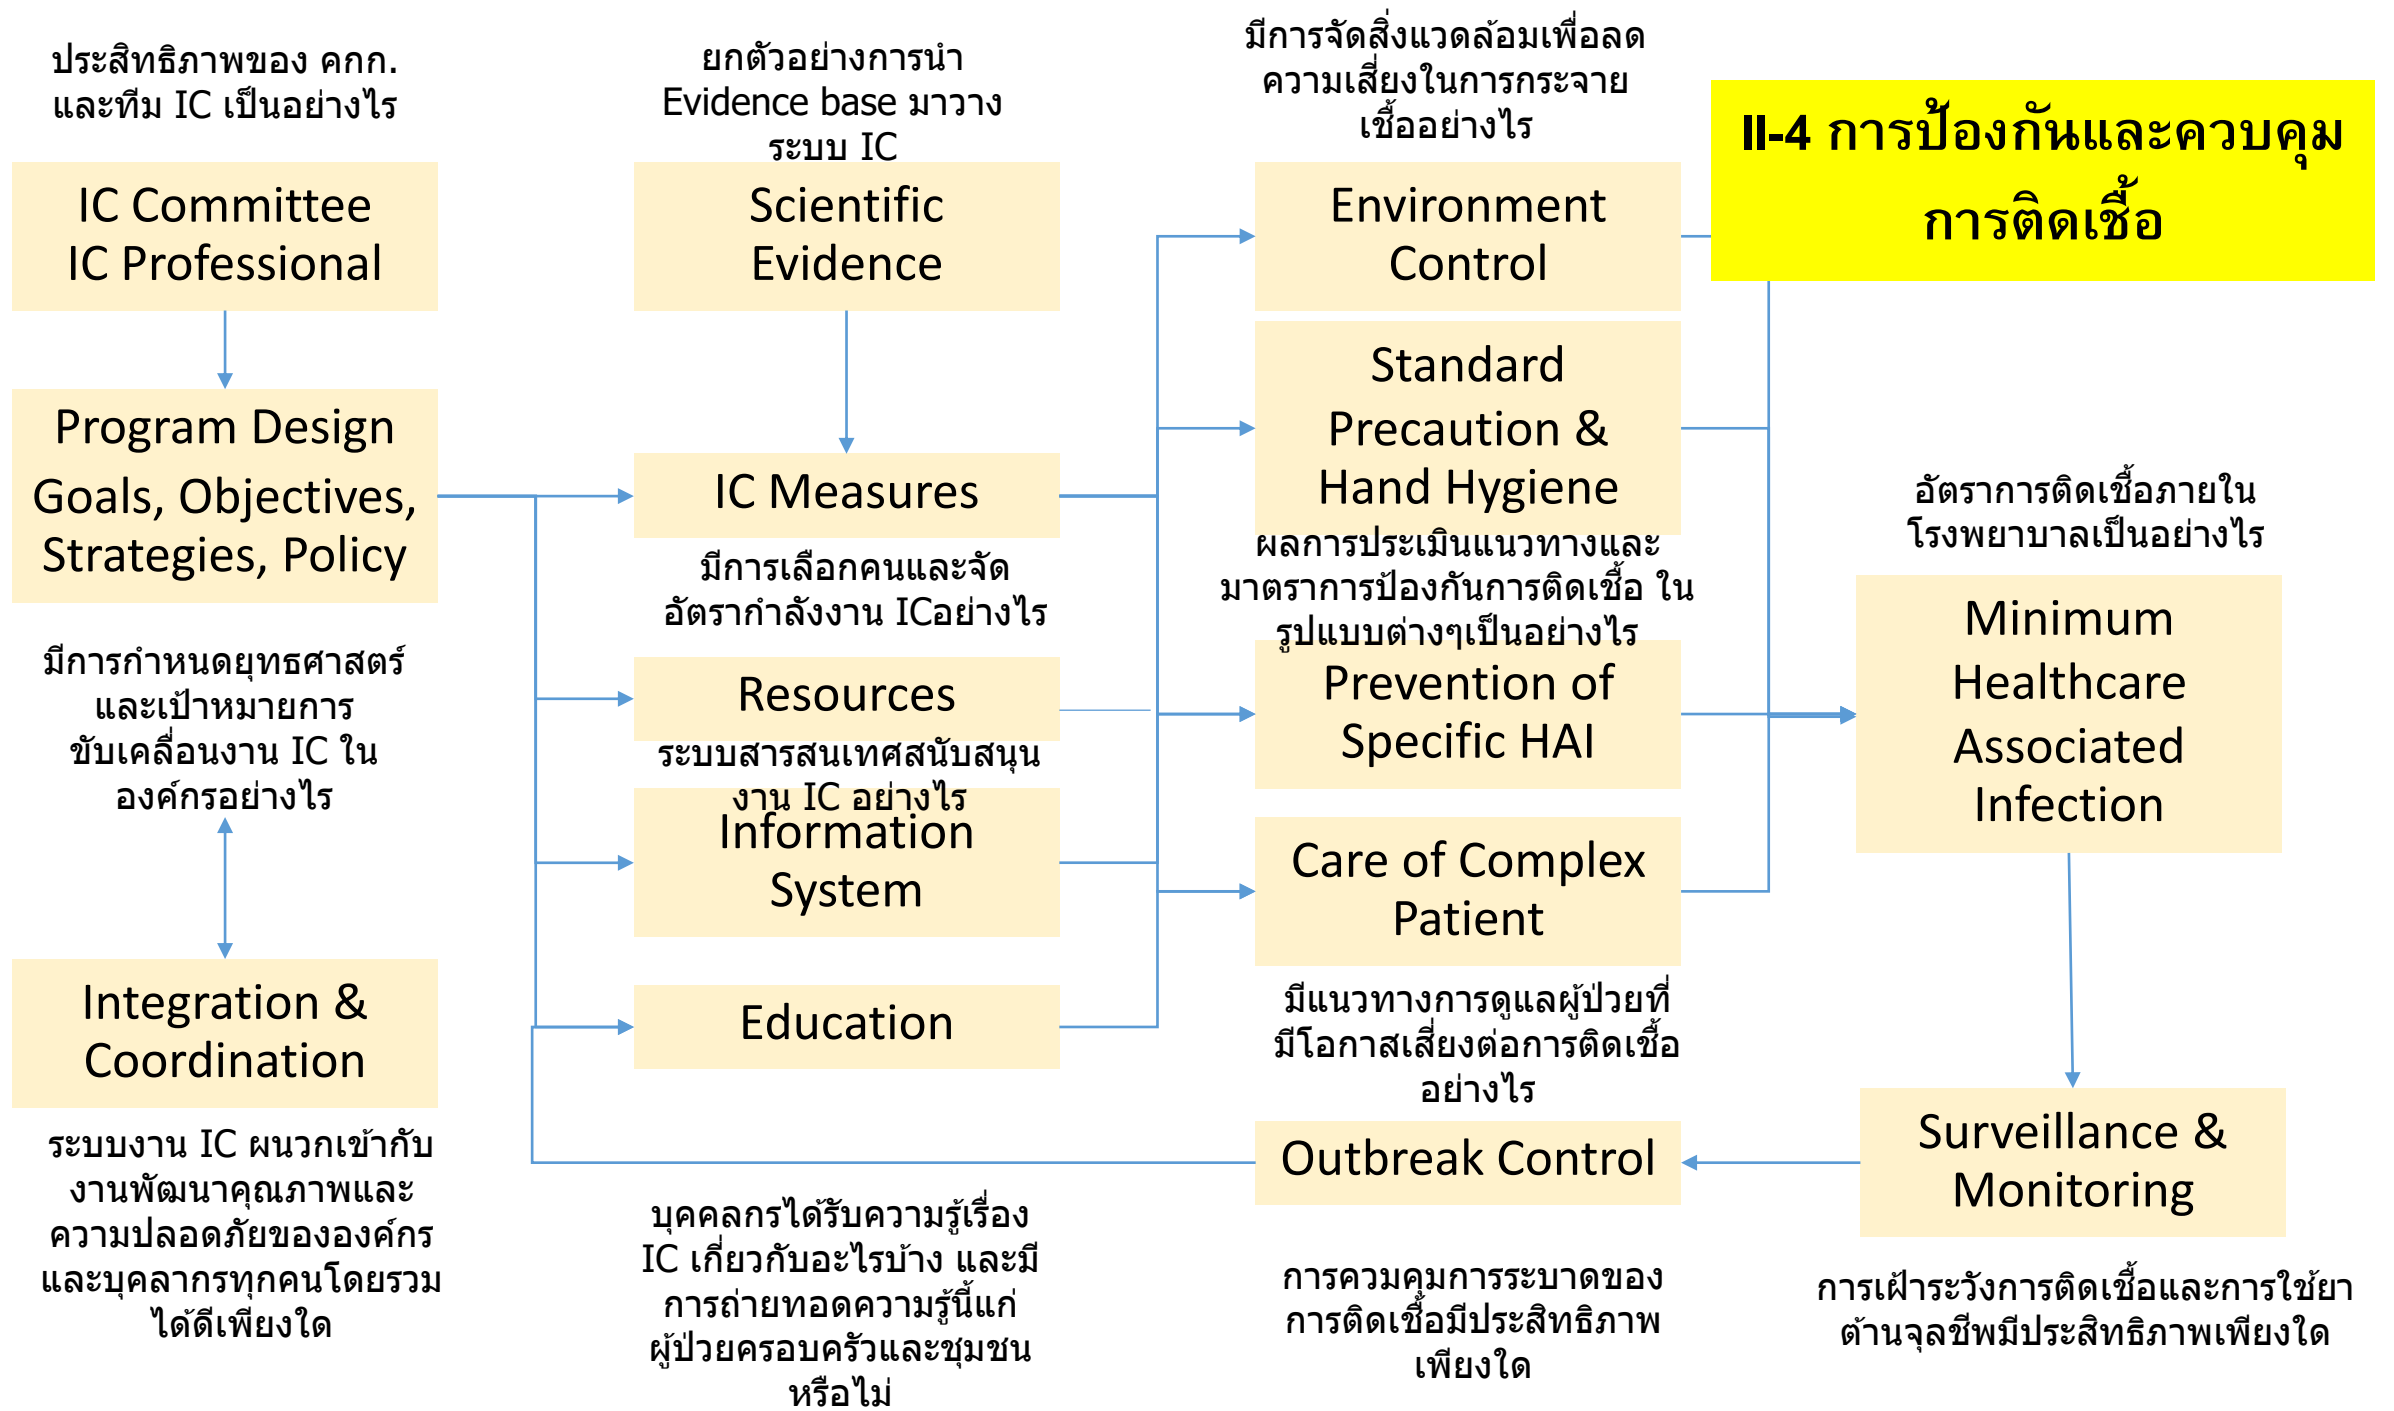 ประสิทธิภาพของ คกก.
และทีม IC เป็นอย่างไร
IC Committee
IC Professional
Program Design
Goals, Objectives,
Strategies, Policy
มีการกำหนดยุทธศาสตร์
และเป้าหมายการ
ขับเคลื่อนงาน IC ใน
องค์กรอย่างไร
Integration &
Coordination
ระบบงาน IC ผนวกเข้ากับ
งานพัฒนาคุณภาพและ
ความปลอดภัยขององค์กร
และบุคลากรทุกคนโดยรวม
ได้ดีเพียงใด
ยกตัวอย่างการนำ
Evidence base มาวาง
ระบบ IC
Scientific
Evidence
IC Measures
มีการเลือกคนและจัด
อัตรากำลังงาน ICอย่างไร
Resources
ระบบสารสนเทศสนับสนุน
งาน IC อย่างไร
Information
System
Education
บุคคลกรได้รับความรู้เรื่อง
IC เกี่ยวกับอะไรบ้าง และมี
การถ่ายทอดความรู้นี้แก่
ผู้ป่วยครอบครัวและชุมชน
หรือไม่
มีการจัดสิ่งแวดล้อมเพื่อลด
ความเสี่ยงในการกระจาย
เชื้ออย่างไร
Environment
Control
Standard
Precaution &
Hand Hygiene
ผลการประเมินแนวทางและ
มาตราการป้องกันการติดเชื้อ ใน
รูปแบบต่างๆเป็นอย่างไร
Prevention of
Specific HAI
Care of Complex
Patient
มีแนวทางการดูแลผู้ป่วยที่
มีโอกาสเสี่ยงต่อการติดเชื้อ
อย่างไร
Outbreak Control
การควมคุมการระบาดของ
การติดเชื้อมีประสิทธิภาพ
เพียงใด
II-4 การป้องกันและควบคุม
การติดเชื้อ
อัตราการติดเชื้อภายใน
โรงพยาบาลเป็นอย่างไร
Minimum
Healthcare
Associated
Infection
Surveillance &
Monitoring
การเฝ้าระวังการติดเชื้อและการใช้ยา
ต้านจุลชีพมีประสิทธิภาพเพียงใด